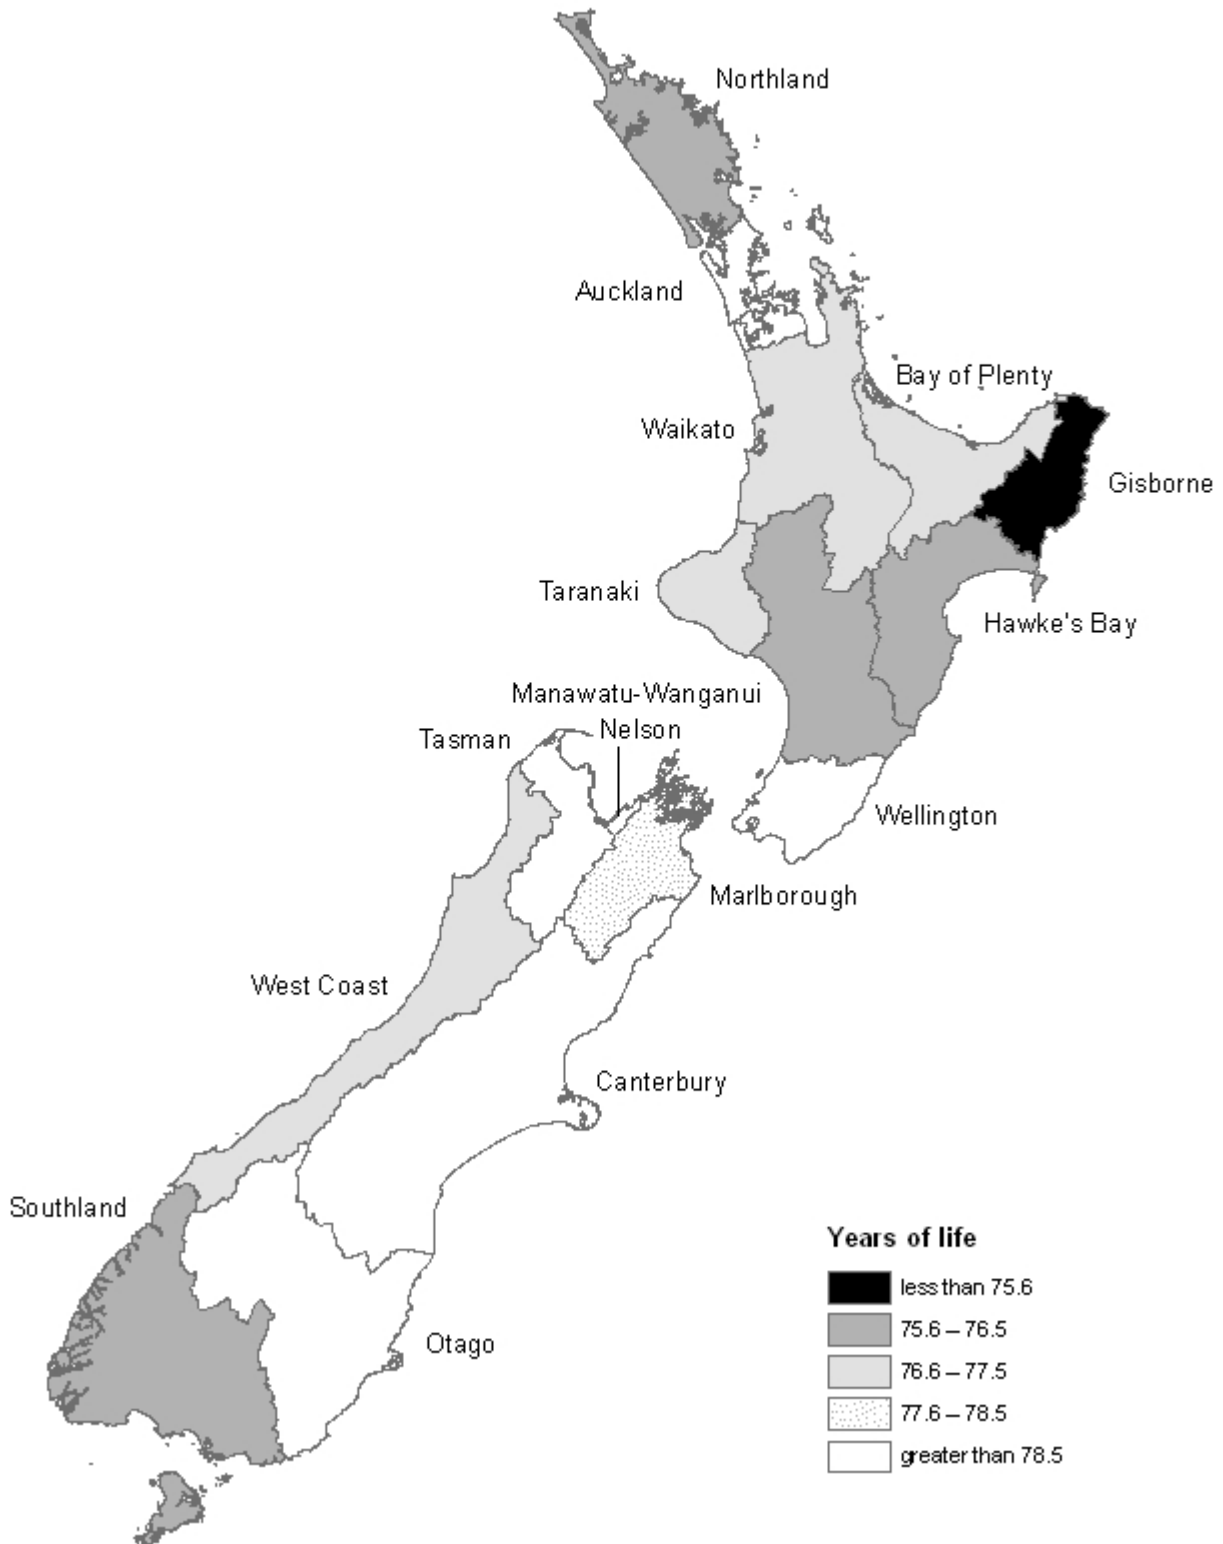 Northland
Auckland
Bay of Plenty
Waikato
Gisborne
Taranaki
Hawke's Bay
Manawatu-Wanganui
Nelson
Tasman
Wellington
Marlborough
West Coast
Canterbury
Southland
Otago
Years of life
less than 75.6
75.6 – 76.5
76.6 – 77.5
77.6 – 78.5
greater than 78.5